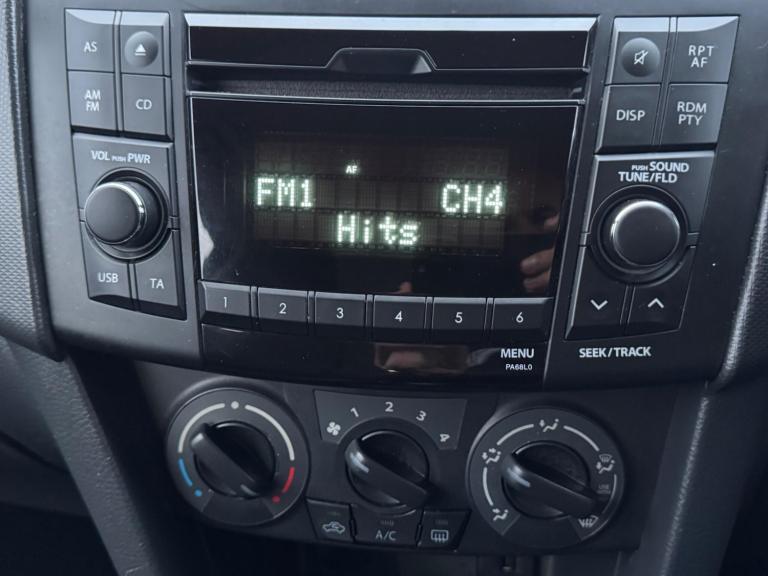 AS
AM
FM
CD
VOL PUSH PWR
USB
TA
AF
FM1
CH4
Hits
1
2
3
4
5
6
MENU
PA68L0
RPT
AF
DISP
RDM
PTY
PUSH SOUND
TUNE/FLD
SEEK/TRACK
1
2
3
4
A/C